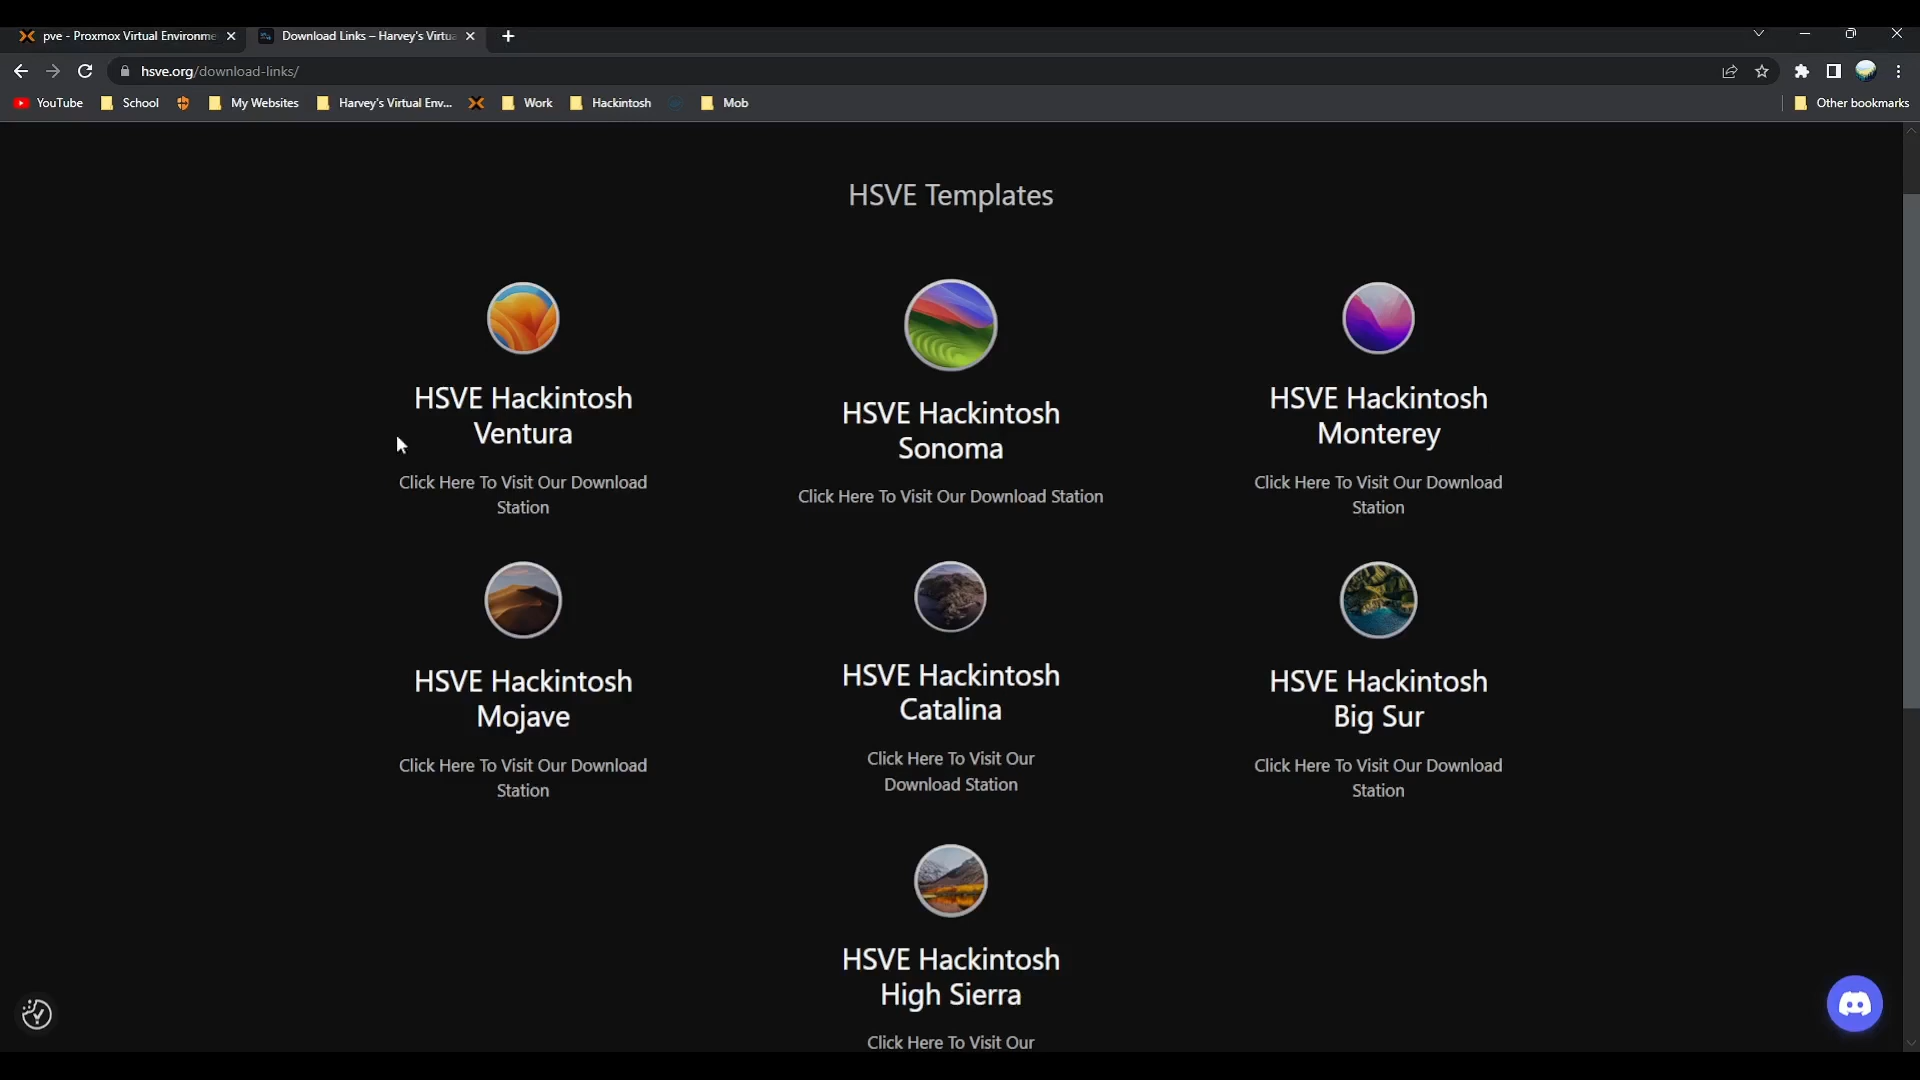 pve - Proxmox Virtual Environme
Download Links – Harvey's Virtua
hsve.org/download-links/
YouTube
School
My Websites
Harvey's Virtual Env...
Work
Hackintosh
Mob
Other bookmarks
HSVE Templates
HSVE Hackintosh
Ventura
Click Here To Visit Our Download
Station
HSVE Hackintosh
Sonoma
Click Here To Visit Our Download Station
HSVE Hackintosh
Monterey
Click Here To Visit Our Download
Station
HSVE Hackintosh
Mojave
Click Here To Visit Our Download
Station
HSVE Hackintosh
Catalina
Click Here To Visit Our
Download Station
HSVE Hackintosh
Big Sur
Click Here To Visit Our Download
Station
HSVE Hackintosh
High Sierra
Click Here To Visit Our